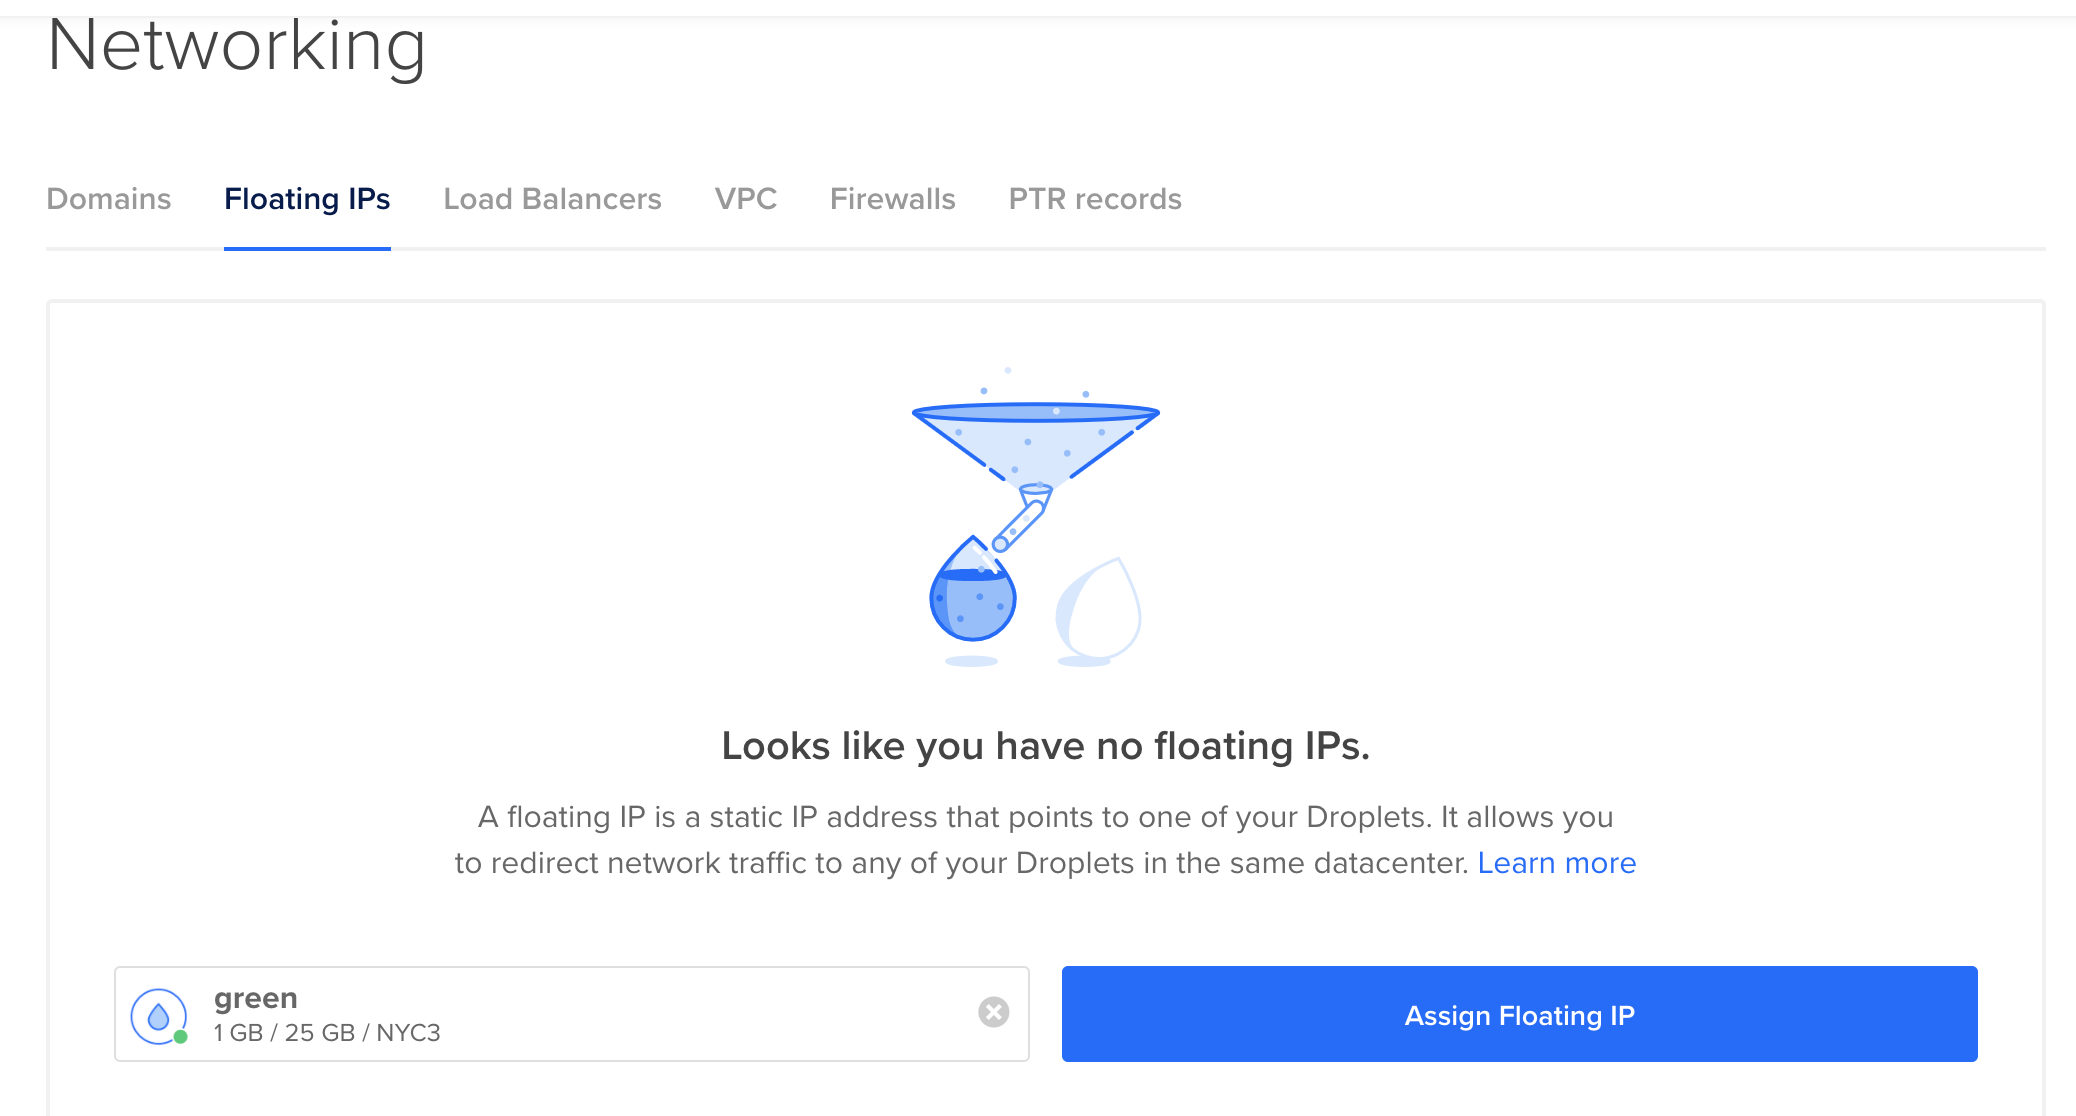 Networking
Domains
Floating IPs
Load Balancers
VPC
Firewalls
PTR records
Looks like you have no floating IPs.
A floating IP is a static IP address that points to one of your Droplets. It allows you
to redirect network traffic to any of your Droplets in the same datacenter. Learn more
green
1 GB / 25 GB / NYC3
Assign Floating IP